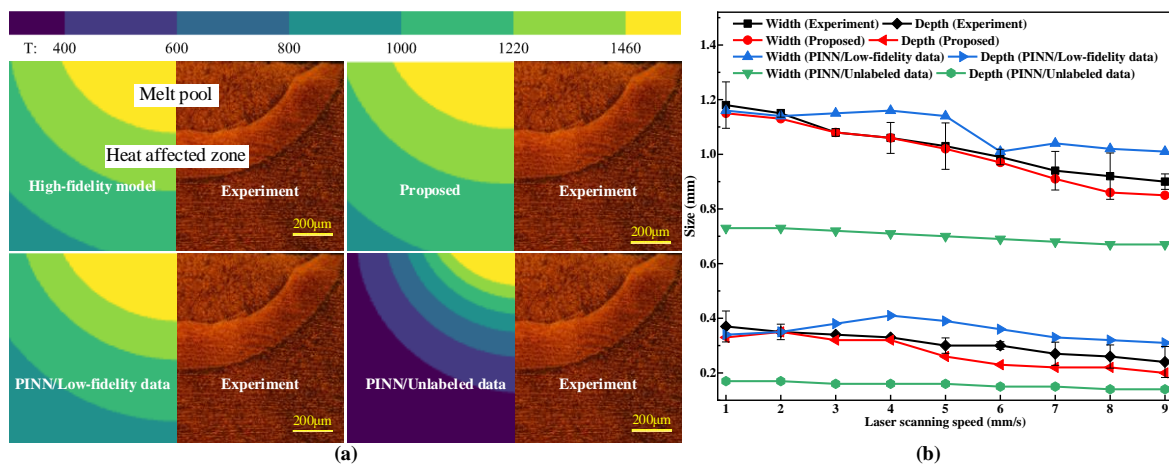 T: 400 600 800 1000 1220 1460
Melt pool
Heat affected zone
High-fidelity model
Experiment
200μm
Proposed
Experiment
200μm
PINN/Low-fidelity data
Experiment
200μm
PINN/Unlabeled data
Experiment
200μm
(a)
Width (Experiment) Depth (Experiment)
Width (Proposed) Depth (Proposed)
Width (PINN/Low-fidelity data) Depth (PINN/Low-fidelity data)
Width (PINN/Unlabeled data) Depth (PINN/Unlabeled data)
Size (mm)
1.4
1.2
1.0
0.8
0.6
0.4
0.2
1 2 3 4 5 6 7 8 9
Laser scanning speed (mm/s)
(b)